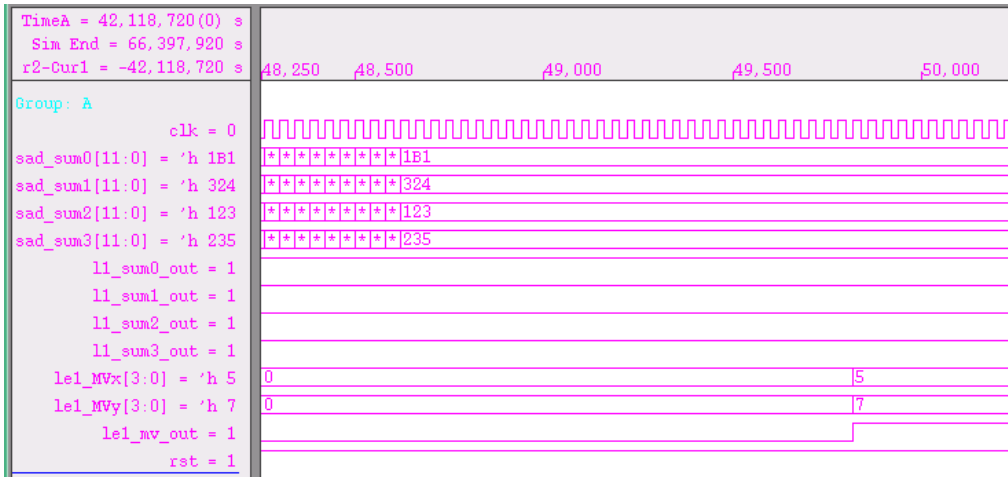 TimeA = 42,118,720(0) s
Sim End = 66,397,920 s
r2-Cur1 = -42,118,720 s
48,250 48,500 49,000 49,500 50,000
Group: A
clk = 0
sad_sum0[11:0] = 'h 1B1 * * * * * * * * * 1B1
sad_sum1[11:0] = 'h 324 * * * * * * * * * 324
sad_sum2[11:0] = 'h 123 * * * * * * * * * 123
sad_sum3[11:0] = 'h 235 * * * * * * * * * 235
l1_sum0_out = 1
l1_sum1_out = 1
l1_sum2_out = 1
l1_sum3_out = 1
le1_MVx[3:0] = 'h 5 0 5
le1_MVy[3:0] = 'h 7 0 7
le1_mv_out = 1
rst = 1